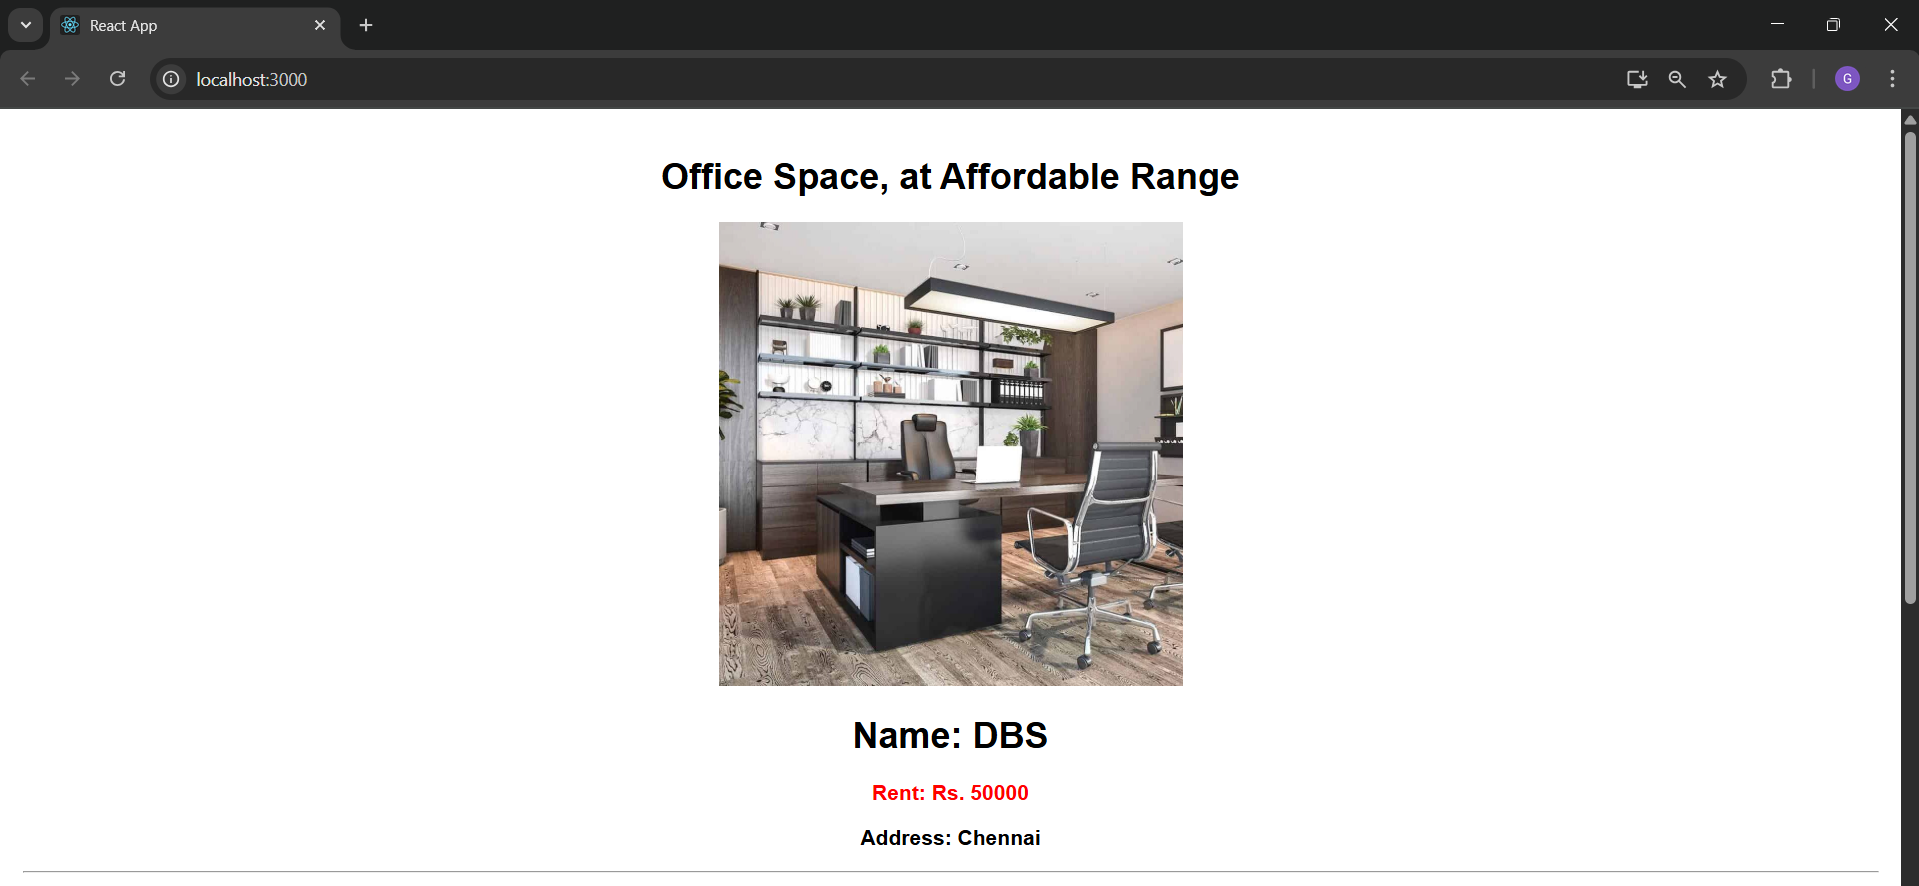 React App
localhost:3000
G
Office Space, at Affordable Range
Name: DBS
Rent: Rs. 50000
Address: Chennai